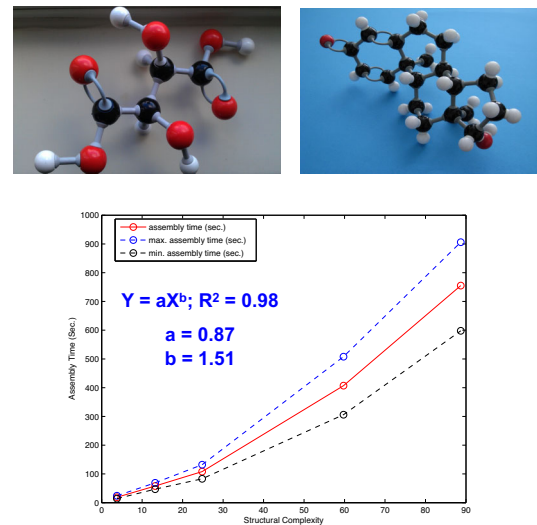 1000
900
800
700
600
500
400
300
200
100
0
0 10 20 30 40 50 60 70 80 90
Assembly Time (Sec.)
Structural Complexity
assembly time (sec.)
max. assembly time (sec.)
min. assembly time (sec.)
Y = aXᵇ; R² = 0.98
a = 0.87
b = 1.51